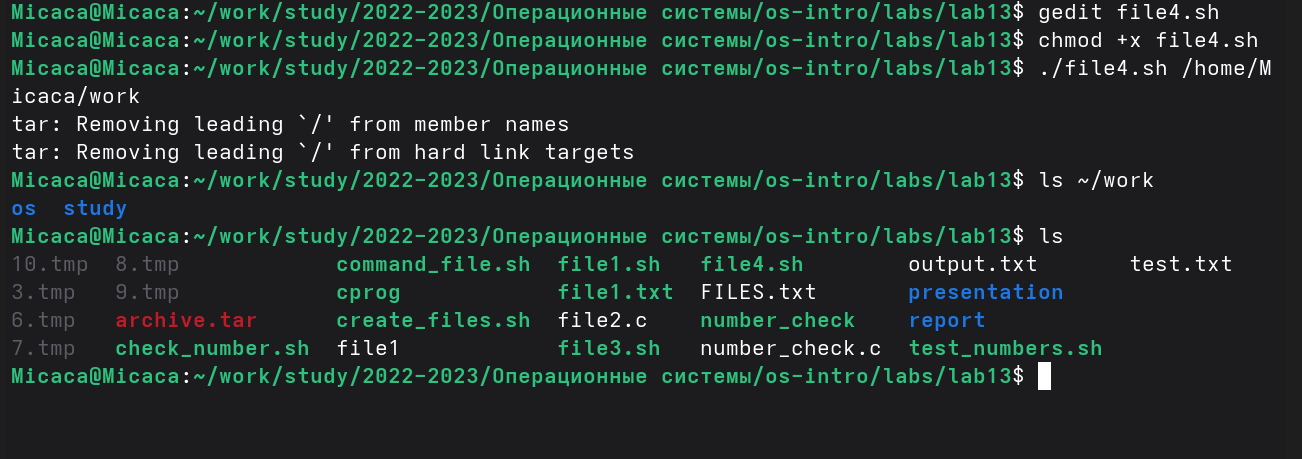 Micaca@Micaca:~/work/study/2022-2023/Операционные системы/os-intro/labs/lab13$ gedit file4.sh
Micaca@Micaca:~/work/study/2022-2023/Операционные системы/os-intro/labs/lab13$ chmod +x file4.sh
Micaca@Micaca:~/work/study/2022-2023/Операционные системы/os-intro/labs/lab13$ ./file4.sh /home/M
icaca/work
tar: Removing leading `/' from member names
tar: Removing leading `/' from hard link targets
Micaca@Micaca:~/work/study/2022-2023/Операционные системы/os-intro/labs/lab13$ ls ~/work
os  study
Micaca@Micaca:~/work/study/2022-2023/Операционные системы/os-intro/labs/lab13$ ls
10.tmp  8.tmp            command_file.sh  file1.sh   file4.sh        output.txt       test.txt
3.tmp   9.tmp            cprog            file1.txt  FILES.txt       presentation
6.tmp   archive.tar      create_files.sh  file2.c    number_check    report
7.tmp   check_number.sh  file1            file3.sh   number_check.c  test_numbers.sh
Micaca@Micaca:~/work/study/2022-2023/Операционные системы/os-intro/labs/lab13$